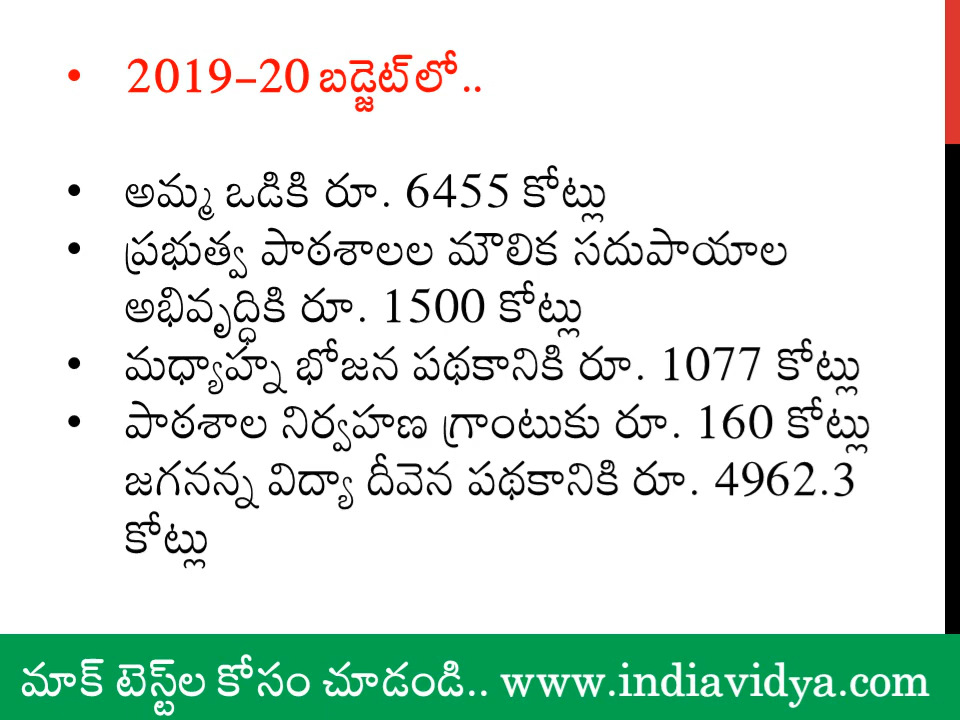 • 2019-20 బడ్జెట్‌లో..
• అమ్మ ఒడికి రూ. 6455 కోట్లు
• ప్రభుత్వ పాఠశాలల మౌలిక సదుపాయాల
అభివృద్ధికి రూ. 1500 కోట్లు
• మధ్యాహ్న భోజన పథకానికి రూ. 1077 కోట్లు
• పాఠశాల నిర్వహణ గ్రాంటుకు రూ. 160 కోట్లు
జగనన్న విద్యా దీవెన పథకానికి రూ. 4962.3
కోట్లు
మాక్ టెస్ట్‌ల కోసం చూడండి.. www.indiavidya.com